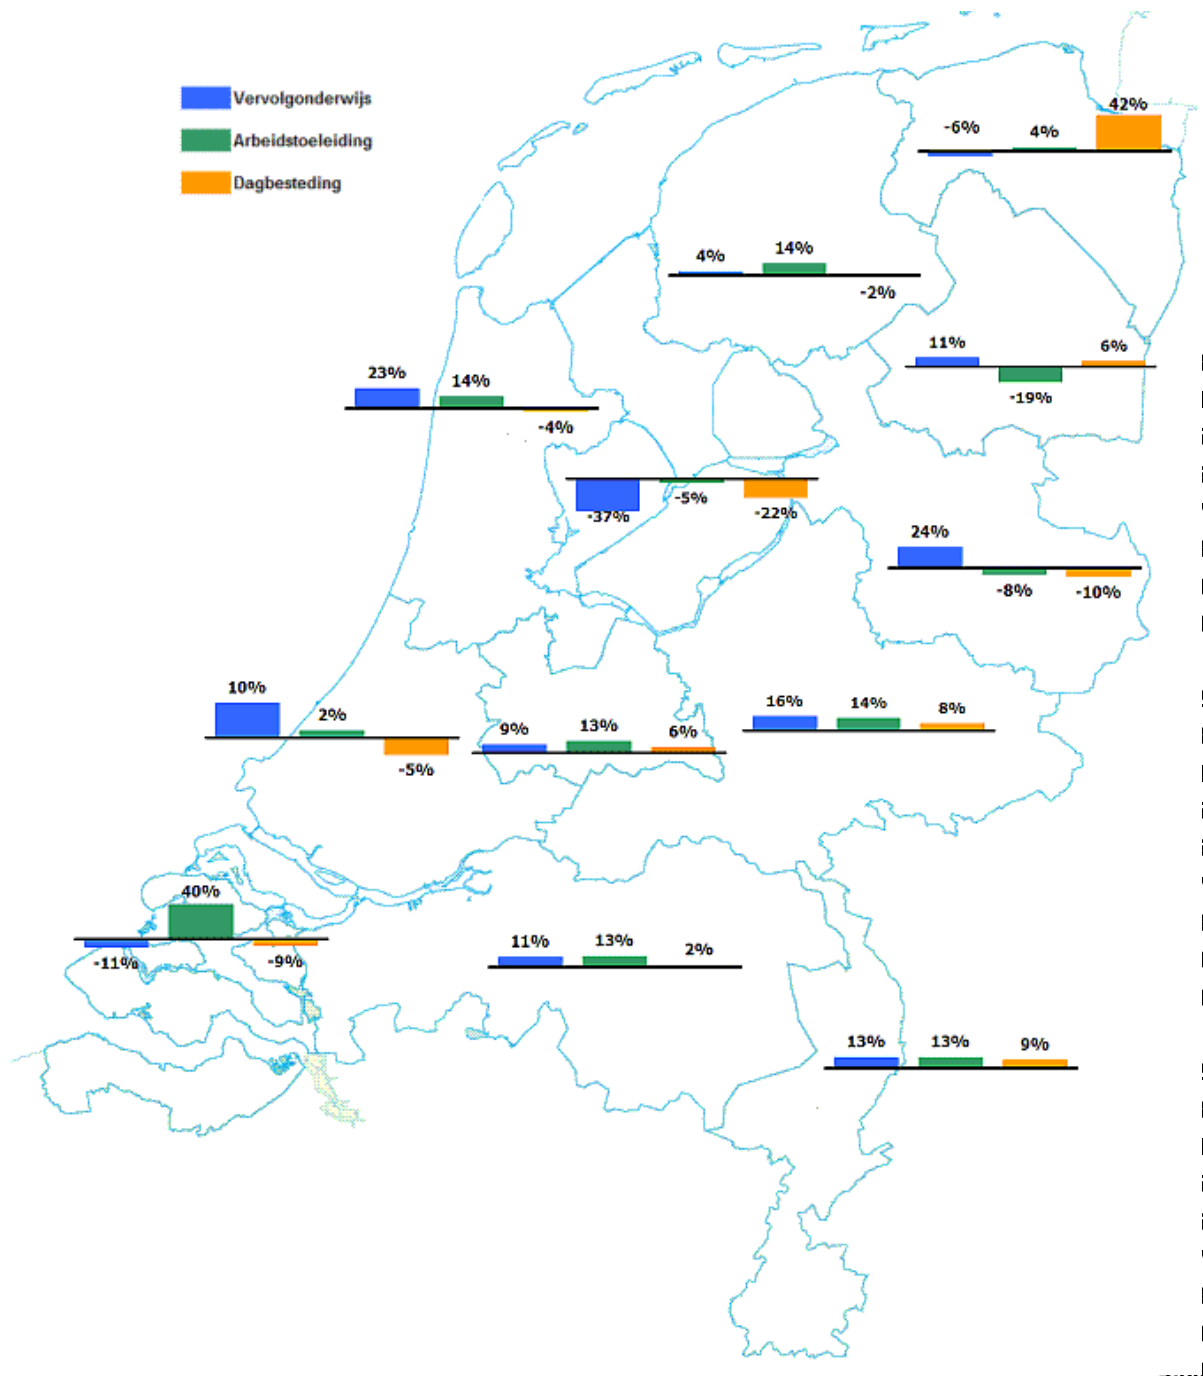 Vervolgonderwijs
Arbeidstoeleiding
Dagbesteding
-6% 4% 42%
4% 14% -2%
11% -19% 6%
23% 14% -4%
-37% -5% -22%
24% -8% -10%
10% 2% -5%
9% 13% 6%
16% 14% 8%
-11% 40% -9%
11% 13% 2%
13% 13% 9%